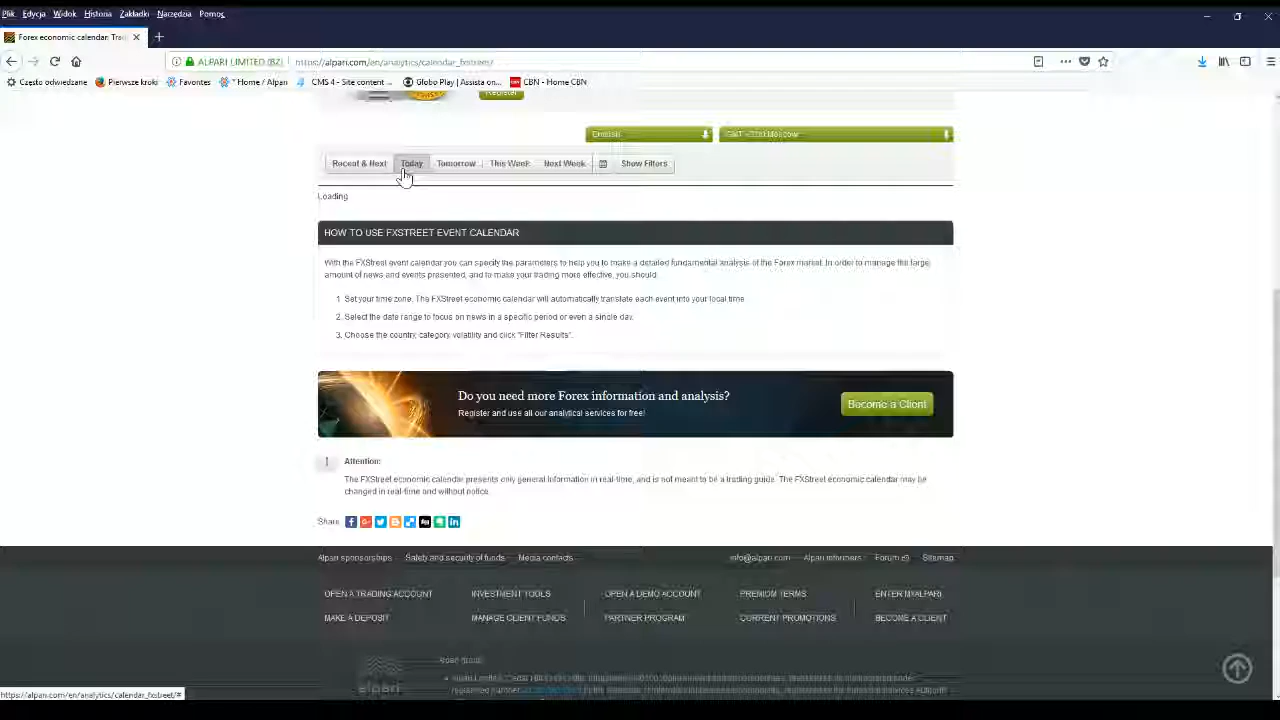 Plik Edycja Widok Historia Zakładki Narzędzia Pomoc
Forex economic calendar: Trad
ALPARI LIMITED (BZ) https://alpari.com/en/analytics/calendar_fxstreet/
Często odwiedzane Pierwsze kroki Favorites * Home / Alpari CMS 4 - Site content ... Globo Play | Assista on... CBN - Home CBN
Register
English
Recent & Next Today Tomorrow This Week Next Week Show Filters
Loading
HOW TO USE FXSTREET EVENT CALENDAR
With the FXStreet event calendar you can specify the parameters to help you to make a detailed fundamental analysis of the Forex market. In order to manage the large
amount of news and events presented, and to make your trading more effective, you should:
1. Set your time zone. The FXStreet economic calendar will automatically translate each event into your local time.
2. Select the date range to focus on news in a specific period or even a single day.
3. Choose the country, category, volatility and click "Filter Results".
Do you need more Forex information and analysis?
Register and use all our analytical services for free!
Become a Client
! Attention:
The FXStreet economic calendar presents only general information in real-time, and is not meant to be a trading guide. The FXStreet economic calendar may be
changed in real-time and without notice.
Share
Alpari sponsorships Safety and security of funds Media contacts info@alpari.com Alpari informers Forum Sitemap
OPEN A TRADING ACCOUNT INVESTMENT TOOLS OPEN A DEMO ACCOUNT PREMIUM TERMS ENTER MYALPARI
MAKE A DEPOSIT MANAGE CLIENT FUNDS PARTNER PROGRAM CURRENT PROMOTIONS BECOME A CLIENT
Alpari group:
alpari
https://alpari.com/en/analytics/calendar_fxstreet/#